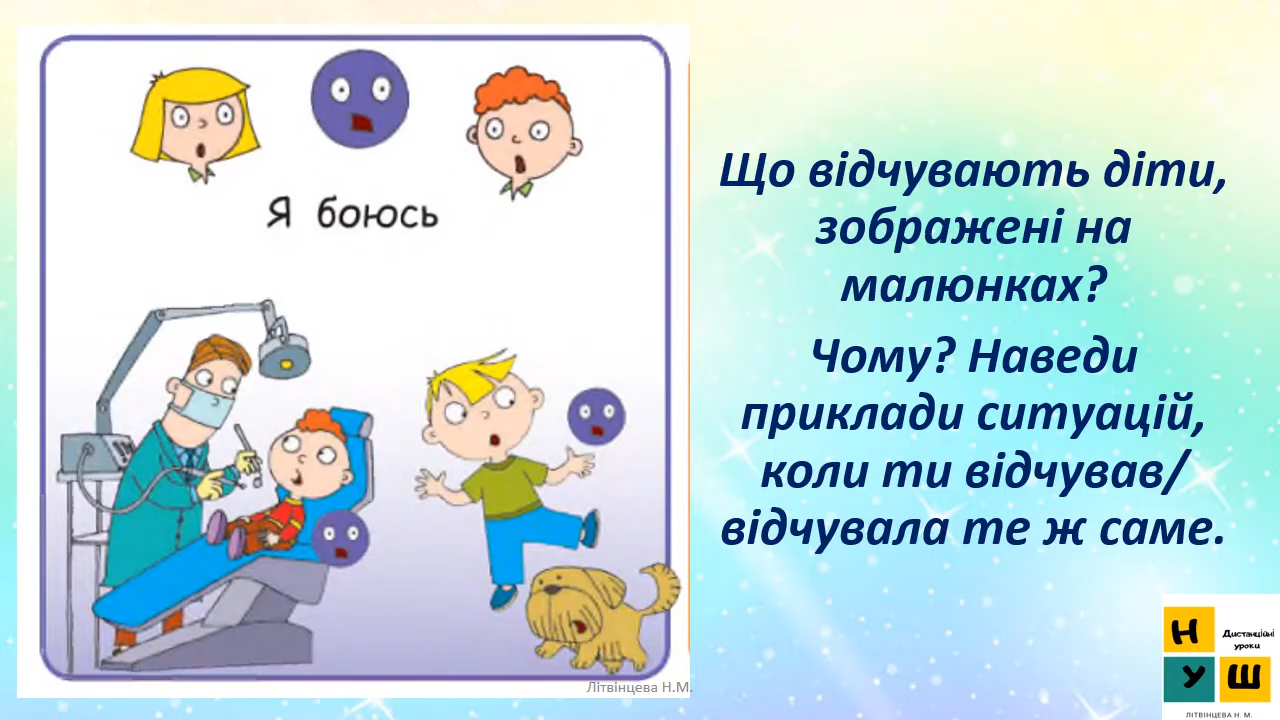 Я боюсь
Що відчувають діти,
зображені на
малюнках?
Чому? Наведи
приклади ситуацій,
коли ти відчував/
відчувала те ж саме.
Літвінцева Н.М.
Н
Дистанційні
уроки
У Ш
ЛІТВІНЦЕВА Н. М.